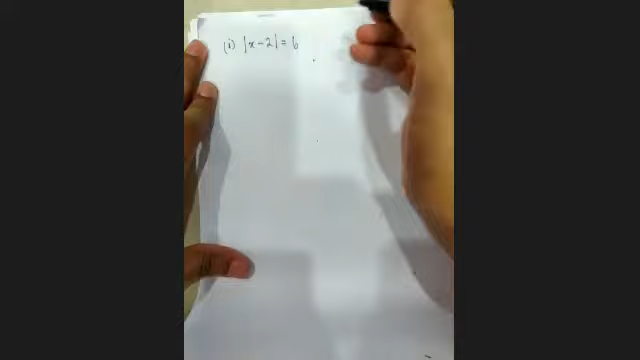 (i) |x-2| = 6